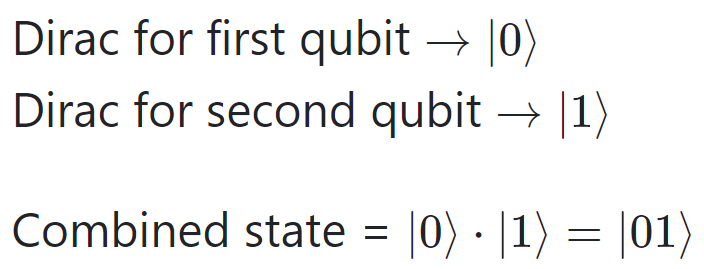 Dirac for first qubit → |0⟩
Dirac for second qubit → |1⟩
Combined state = |0⟩ · |1⟩ = |01⟩